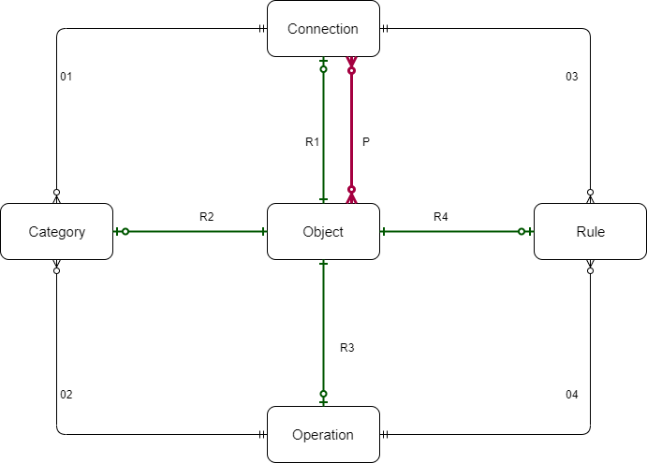 Connection
01
03
R1
P
R2
R4
Category
Object
Rule
R3
02
04
Operation